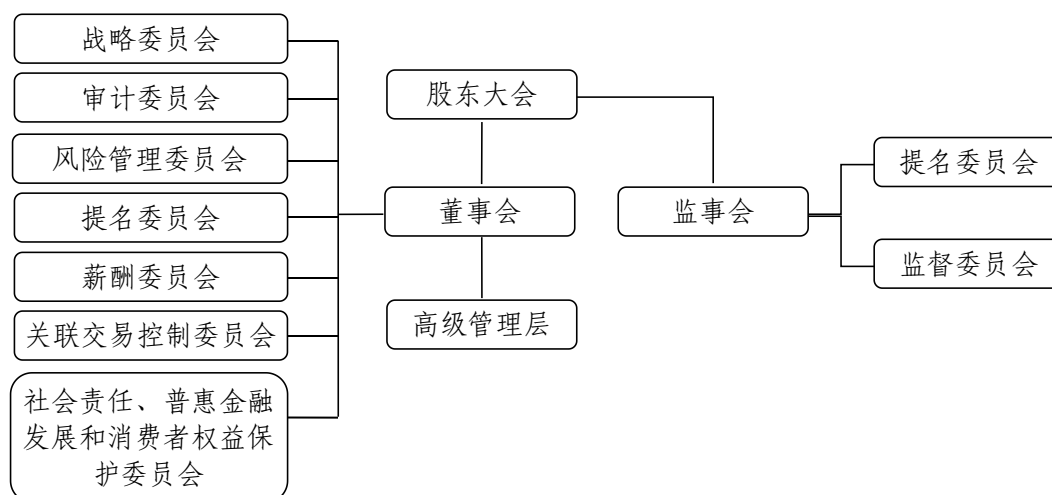 战略委员会
审计委员会
风险管理委员会
提名委员会
薪酬委员会
关联交易控制委员会
社会责任、普惠金融
发展和消费者权益保
护委员会
股东大会
董事会
高级管理层
监事会
提名委员会
监督委员会